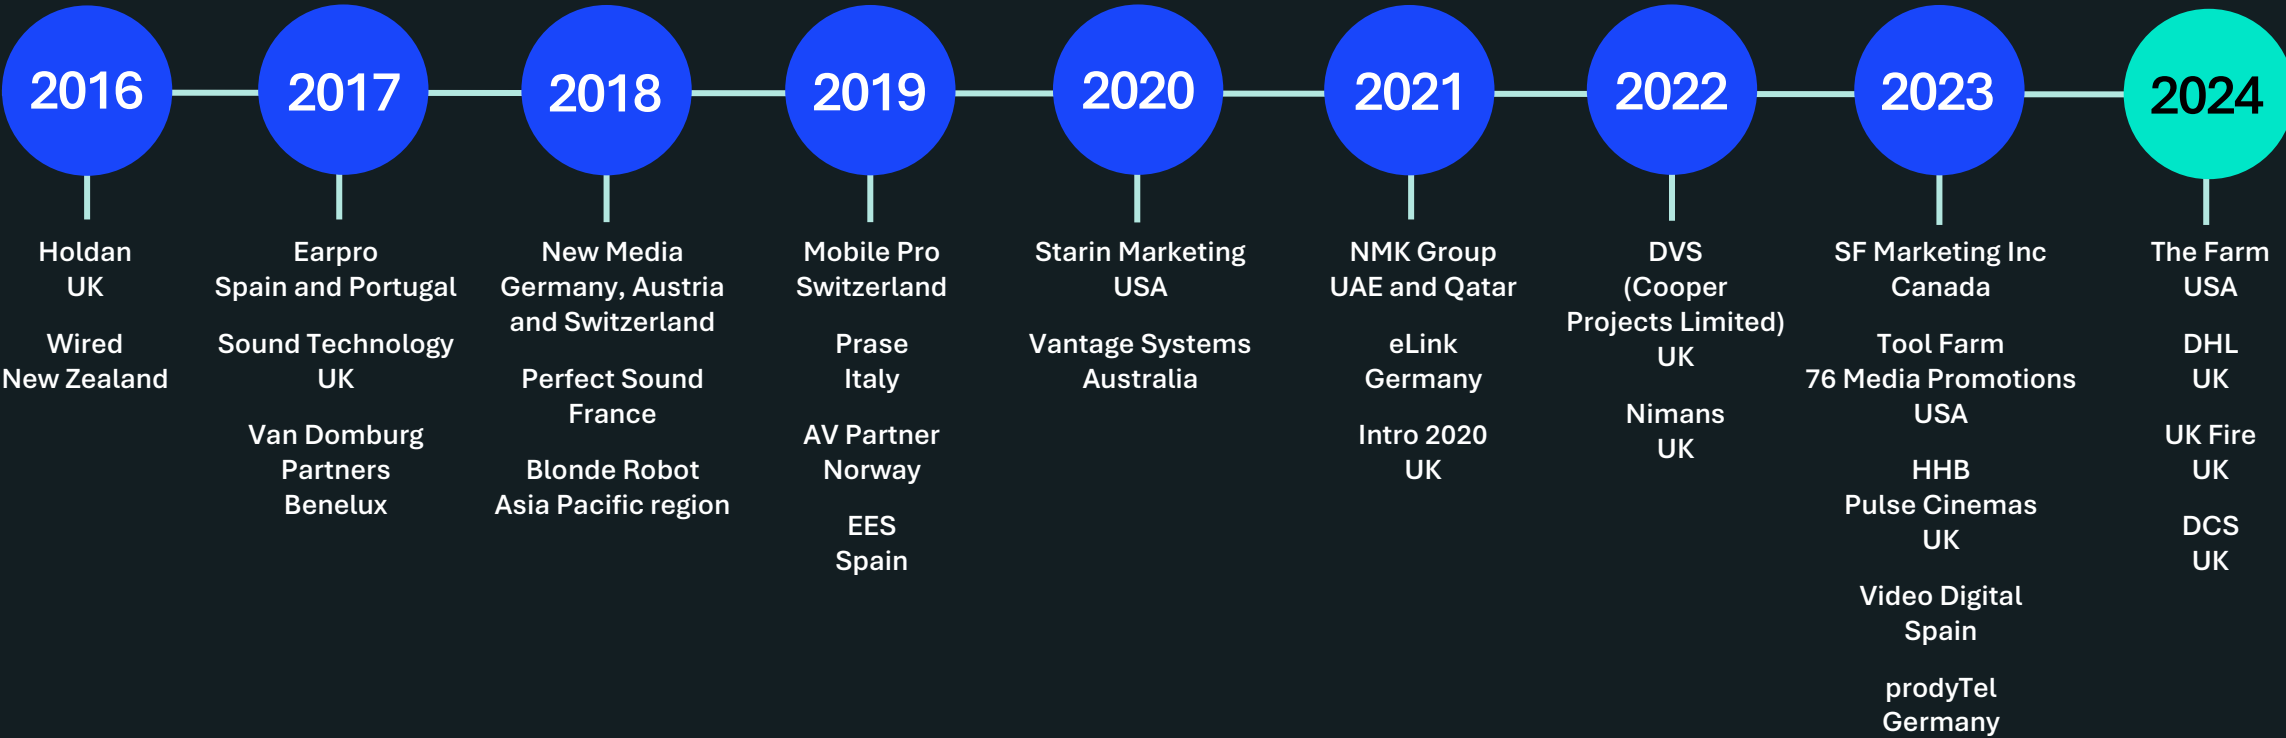 2016
Holdan
UK
Wired
New Zealand
2017
Earpro
Spain and Portugal
Sound Technology
UK
Van Domburg
Partners
Benelux
2018
New Media
Germany, Austria
and Switzerland
Perfect Sound
France
Blonde Robot
Asia Pacific region
2019
Mobile Pro
Switzerland
Prase
Italy
AV Partner
Norway
EES
Spain
2020
Starin Marketing
USA
Vantage Systems
Australia
2021
NMK Group
UAE and Qatar
eLink
Germany
Intro 2020
UK
2022
DVS
(Cooper
Projects Limited)
UK
Nimans
UK
2023
SF Marketing Inc
Canada
Tool Farm
76 Media Promotions
USA
HHB
Pulse Cinemas
UK
Video Digital
Spain
prodyTel
Germany
2024
The Farm
USA
DHL
UK
UK Fire
UK
DCS
UK